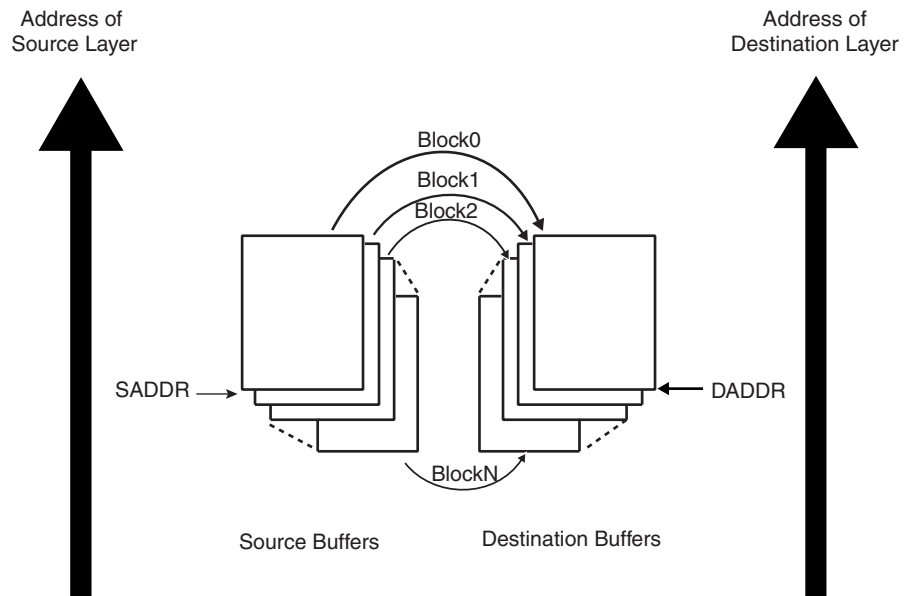 Address of
Source Layer
Address of
Destination Layer
Block0
Block1
Block2
SADDR
DADDR
BlockN
Source Buffers
Destination Buffers